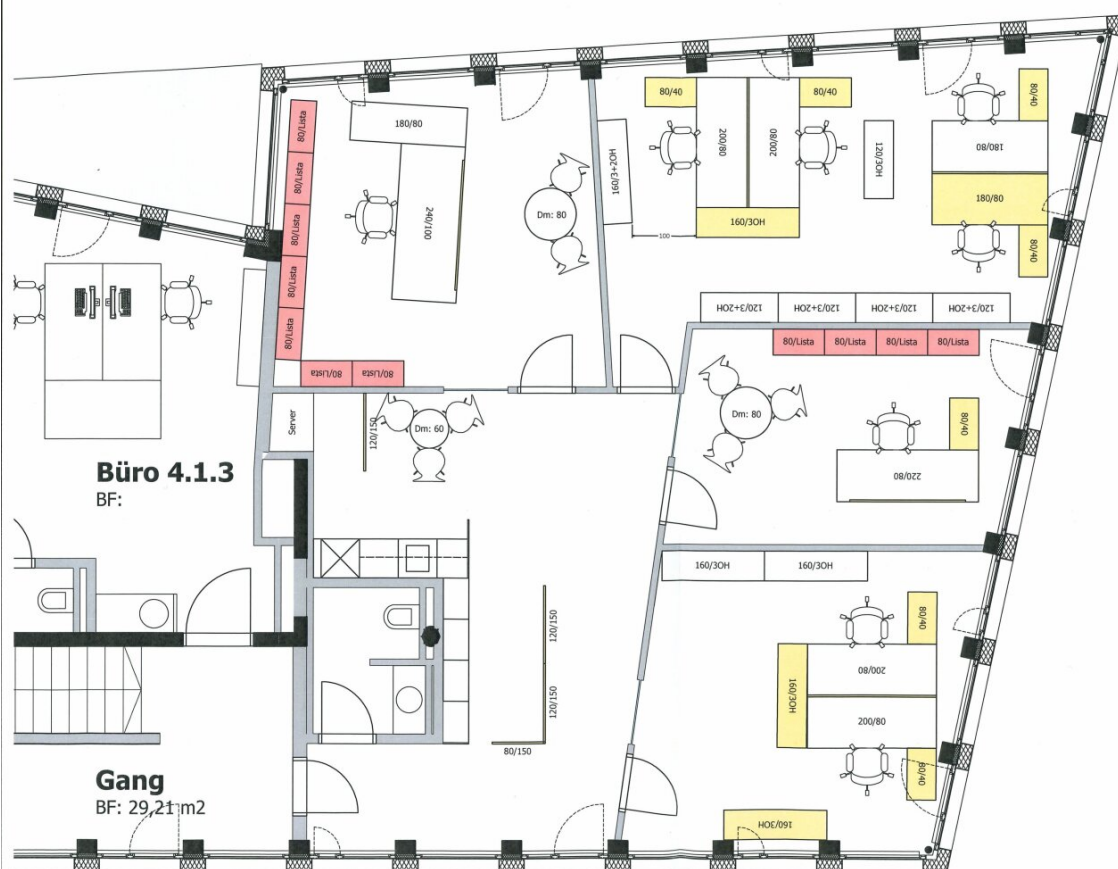 80/Lista
80/Lista
80/Lista
80/Lista
80/Lista
80/Lista
80/Lista
180/80
240/100
Dm: 80
160/3+2OH
80/40
80/40
200/80
200/80
160/3OH
100
120/3OH
80/40
180/80
180/80
80/40
120/3+2OH
120/3+2OH
120/3+2OH
120/3+2OH
80/Lista
80/Lista
80/Lista
80/Lista
Dm: 80
80/40
220/80
Server
120/150
Dm: 60
Büro 4.1.3
BF:
160/3OH
160/3OH
80/40
200/80
160/3OH
200/80
80/40
160/3OH
120/150
120/150
80/150
Gang
BF: 29,21 m2